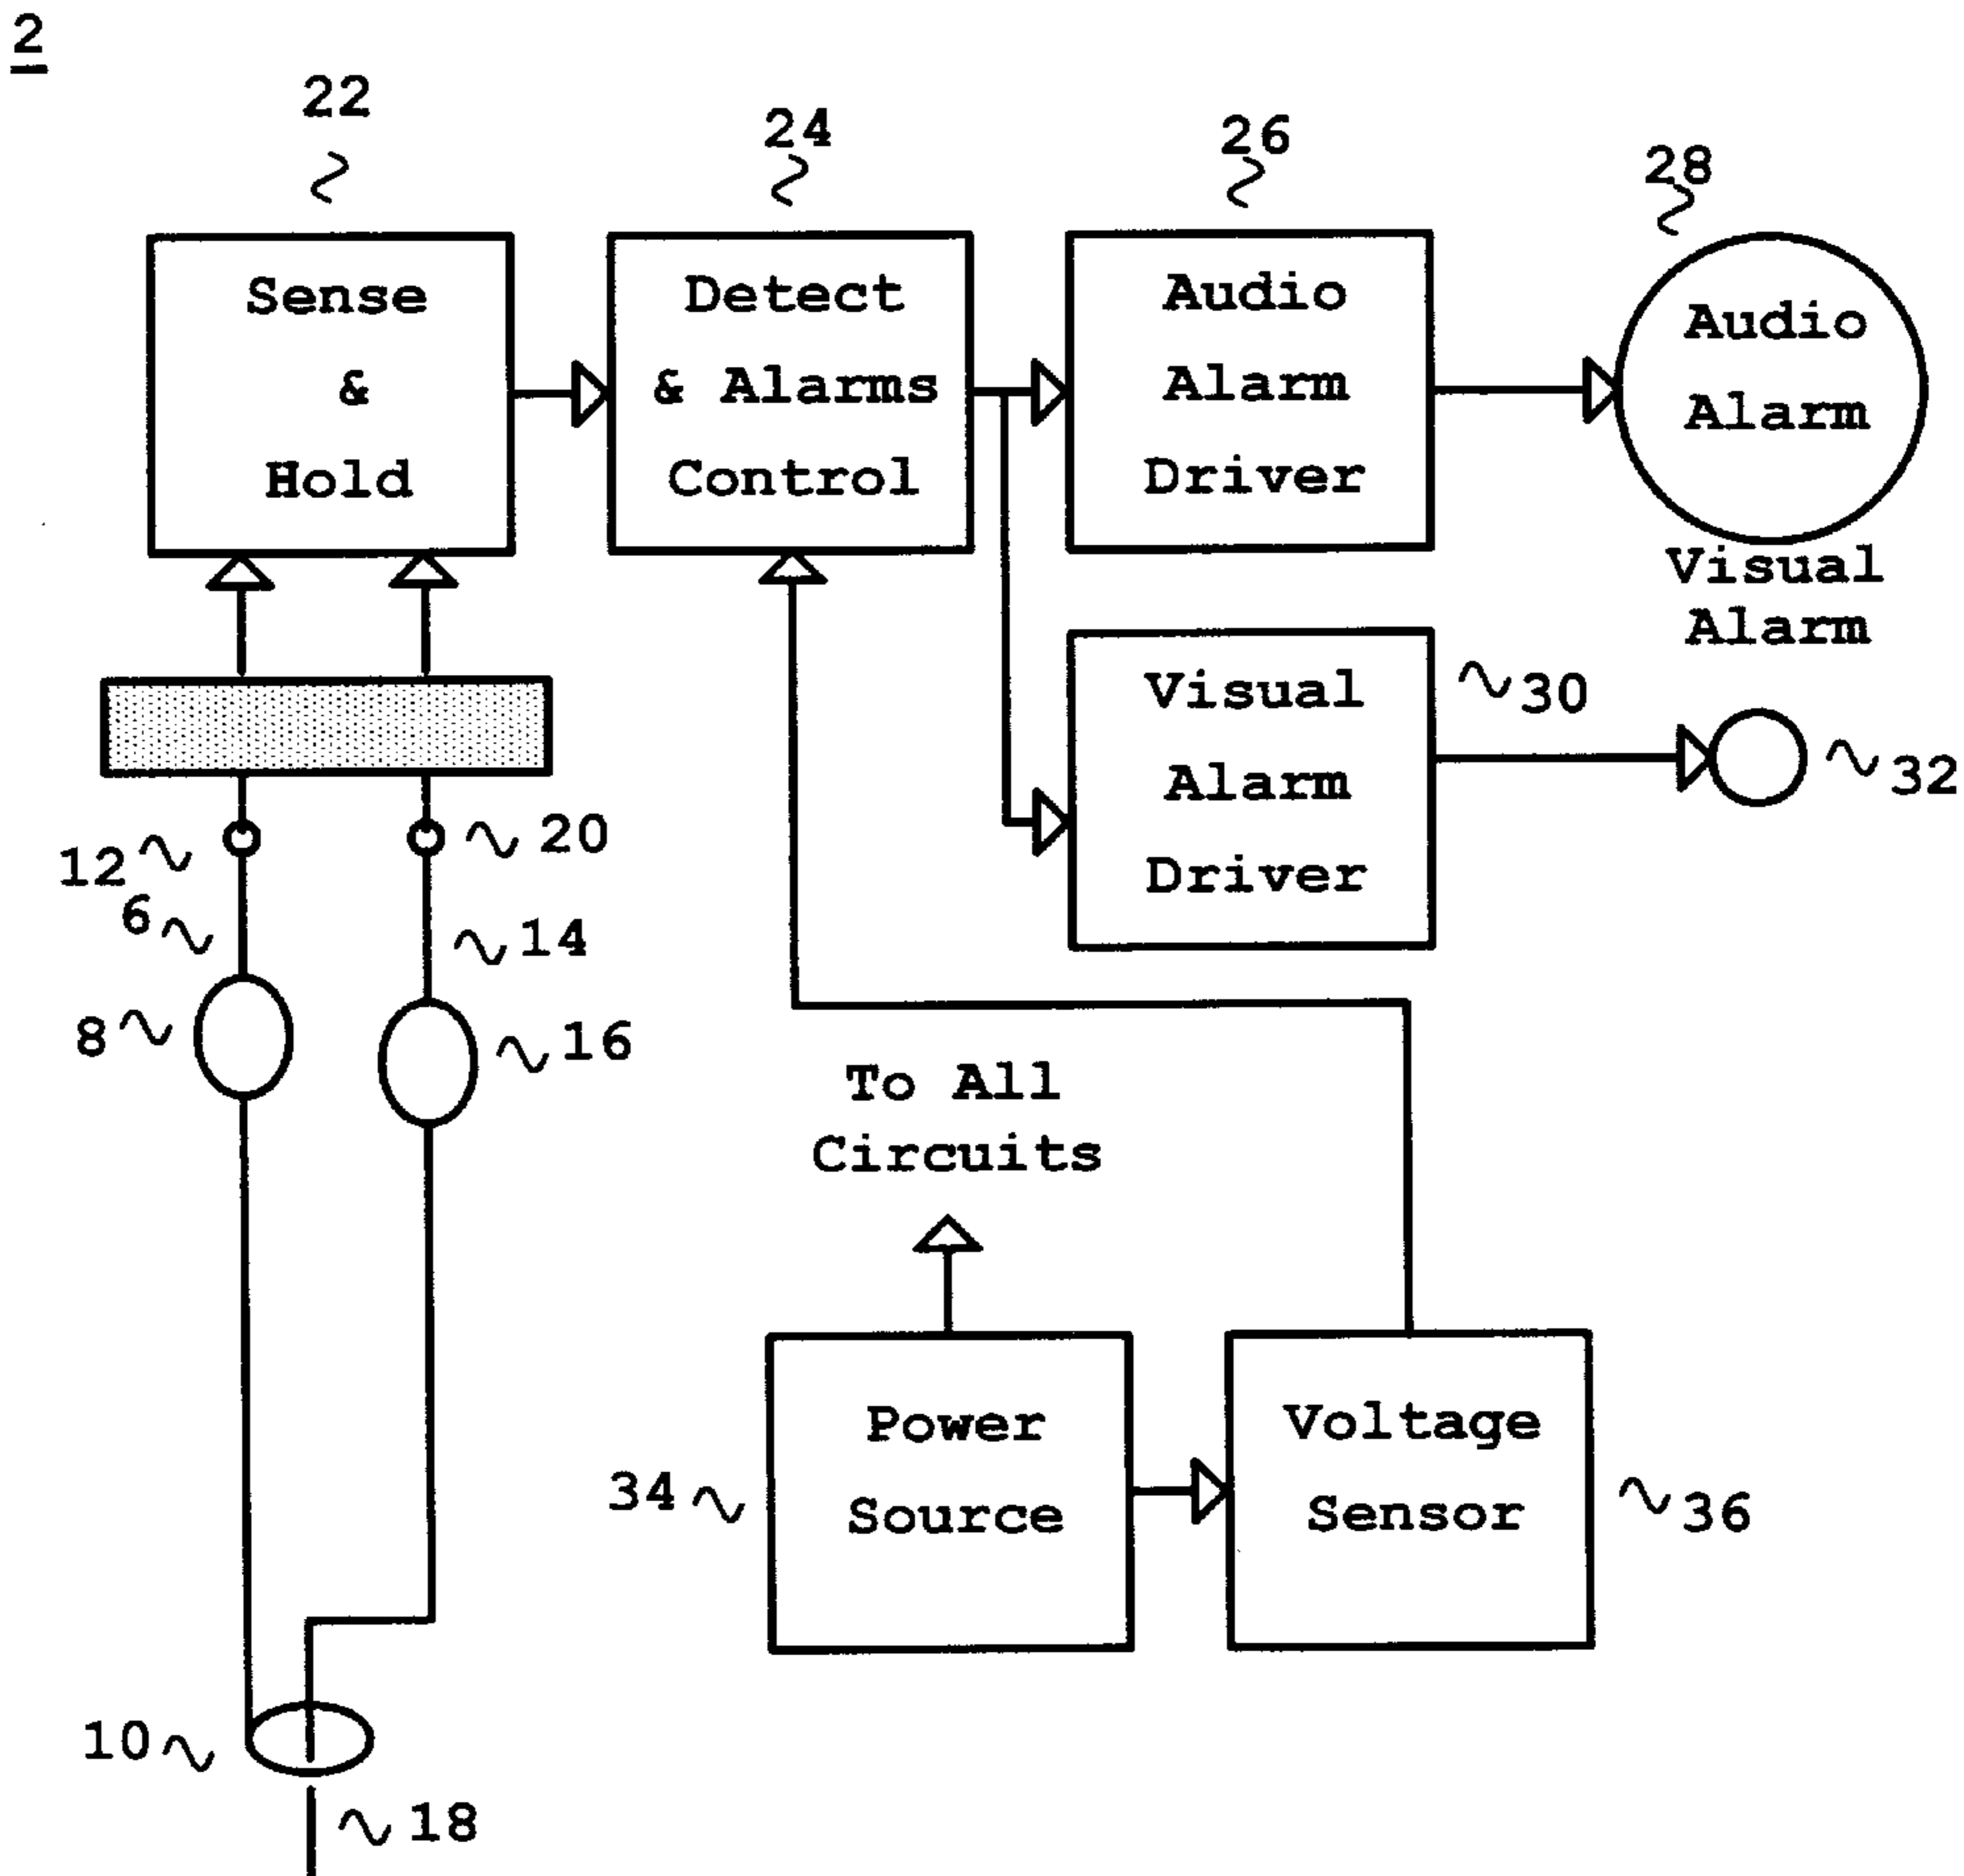 2
22
24
26
28
Sense
&
Hold
Detect
& Alarms
Control
Audio
Alarm
Driver
Audio
Alarm
Visual
Alarm
Visual
Alarm
Driver
30
32
12
20
6
14
8
16
To All
Circuits
Power
Source
34
Voltage
Sensor
36
10
18